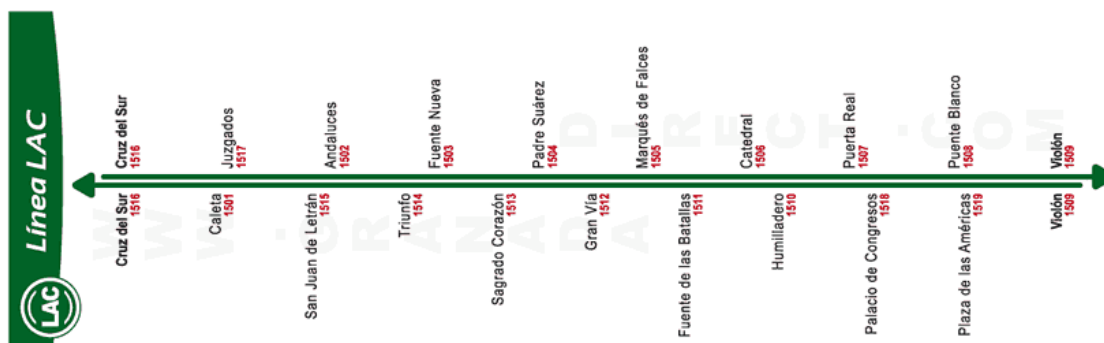 LAC
Línea LAC
Cruz del Sur
1516
Juzgados
1517
Andaluces
1502
Fuente Nueva
1503
Padre Suárez
1504
Marqués de Falces
1505
Catedral
1506
Puerta Real
1507
Puente Blanco
1508
Violón
1509
Cruz del Sur
1516
Caleta
1501
San Juan de Letrán
1515
Triunfo
1514
Sagrado Corazón
1513
Gran Vía
1512
Fuente de las Batallas
1511
Humilladero
1510
Palacio de Congresos
1518
Plaza de las Américas
1519
Violón
1509
WWW.GRANADADIRECT.COM